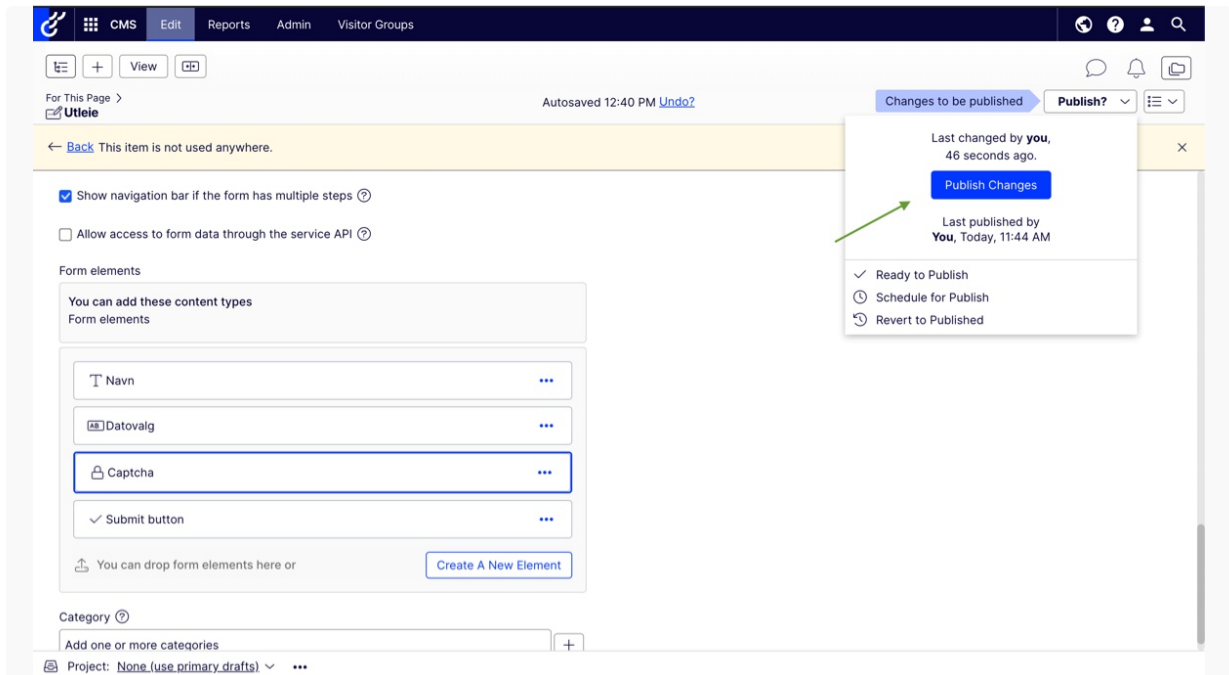 CMS Edit Reports Admin Visitor Groups
View
For This Page
Utleie
Autosaved 12:40 PM Undo?
Changes to be published
Publish?
Back This item is not used anywhere.
Last changed by you,
46 seconds ago.
Publish Changes
Last published by
You, Today, 11:44 AM
Ready to Publish
Schedule for Publish
Revert to Published
Show navigation bar if the form has multiple steps
Allow access to form data through the service API
Form elements
You can add these content types
Form elements
Navn
Datovalg
Captcha
Submit button
You can drop form elements here or
Create A New Element
Category
Add one or more categories
Project: None (use primary drafts)